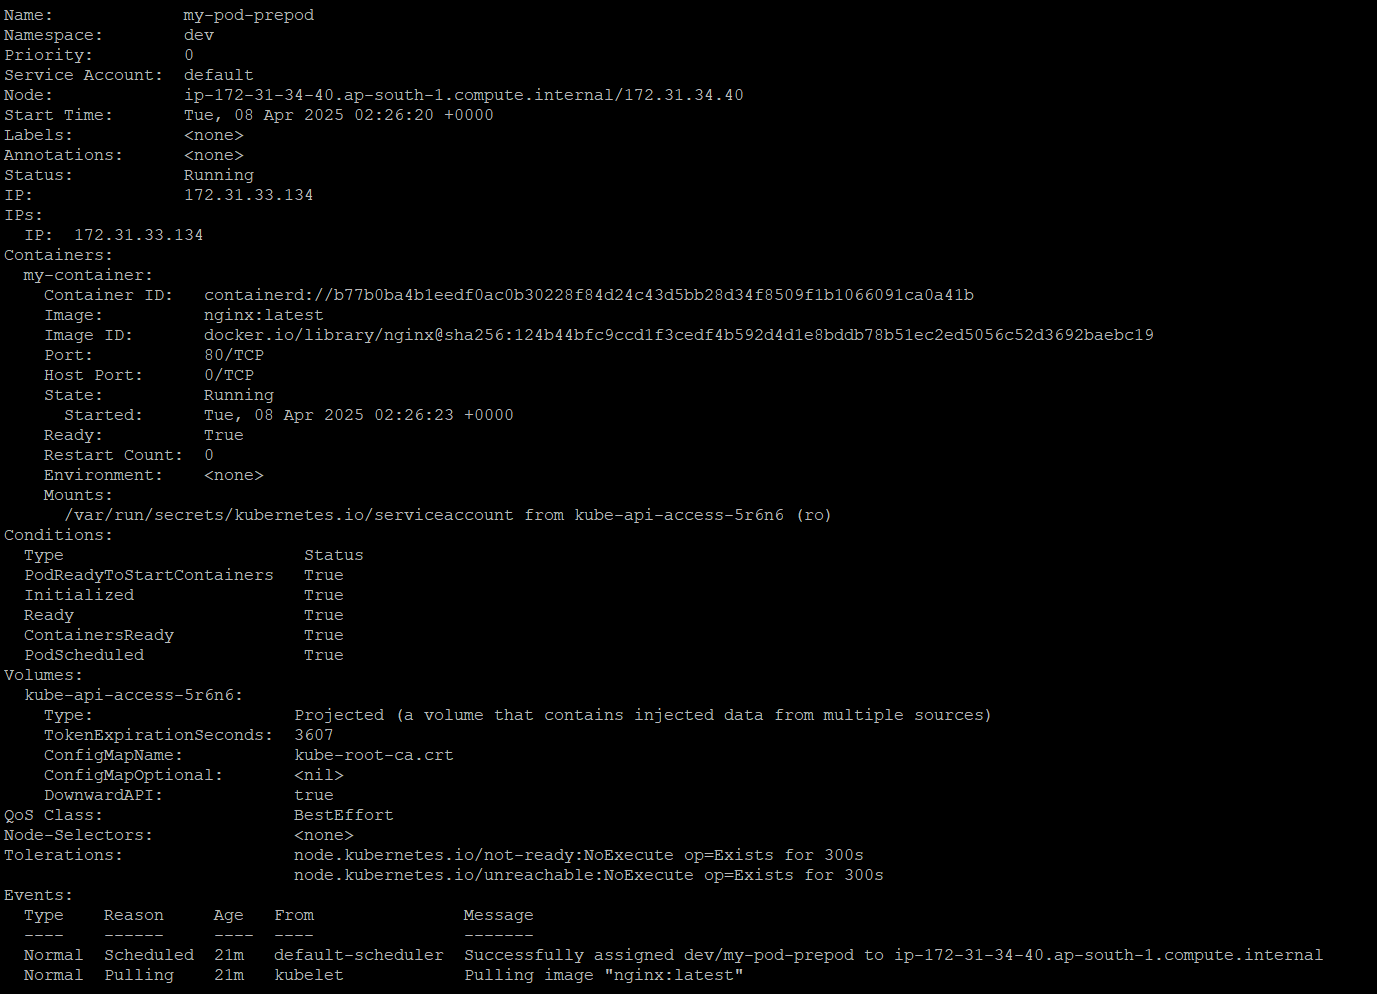 Name:             my-pod-prepod
Namespace:        dev
Priority:         0
Service Account:  default
Node:             ip-172-31-34-40.ap-south-1.compute.internal/172.31.34.40
Start Time:       Tue, 08 Apr 2025 02:26:20 +0000
Labels:           <none>
Annotations:      <none>
Status:           Running
IP:               172.31.33.134
IPs:
  IP:  172.31.33.134
Containers:
  my-container:
    Container ID:   containerd://b77b0ba4b1eedf0ac0b30228f84d24c43d5bb28d34f8509f1b1066091ca0a41b
    Image:          nginx:latest
    Image ID:       docker.io/library/nginx@sha256:124b44bfc9ccd1f3cedf4b592d4d1e8bddb78b51ec2ed5056c52d3692baebc19
    Port:           80/TCP
    Host Port:      0/TCP
    State:          Running
      Started:      Tue, 08 Apr 2025 02:26:23 +0000
    Ready:          True
    Restart Count:  0
    Environment:    <none>
    Mounts:
      /var/run/secrets/kubernetes.io/serviceaccount from kube-api-access-5r6n6 (ro)
Conditions:
  Type                        Status
  PodReadyToStartContainers   True
  Initialized                 True
  Ready                       True
  ContainersReady             True
  PodScheduled                True
Volumes:
  kube-api-access-5r6n6:
    Type:                    Projected (a volume that contains injected data from multiple sources)
    TokenExpirationSeconds:  3607
    ConfigMapName:           kube-root-ca.crt
    ConfigMapOptional:       <nil>
    DownwardAPI:             true
QoS Class:                   BestEffort
Node-Selectors:              <none>
Tolerations:                 node.kubernetes.io/not-ready:NoExecute op=Exists for 300s
                             node.kubernetes.io/unreachable:NoExecute op=Exists for 300s
Events:
  Type    Reason     Age   From               Message
  ----    ------     ----  ----               -------
  Normal  Scheduled  21m   default-scheduler  Successfully assigned dev/my-pod-prepod to ip-172-31-34-40.ap-south-1.compute.internal
  Normal  Pulling    21m   kubelet            Pulling image "nginx:latest"